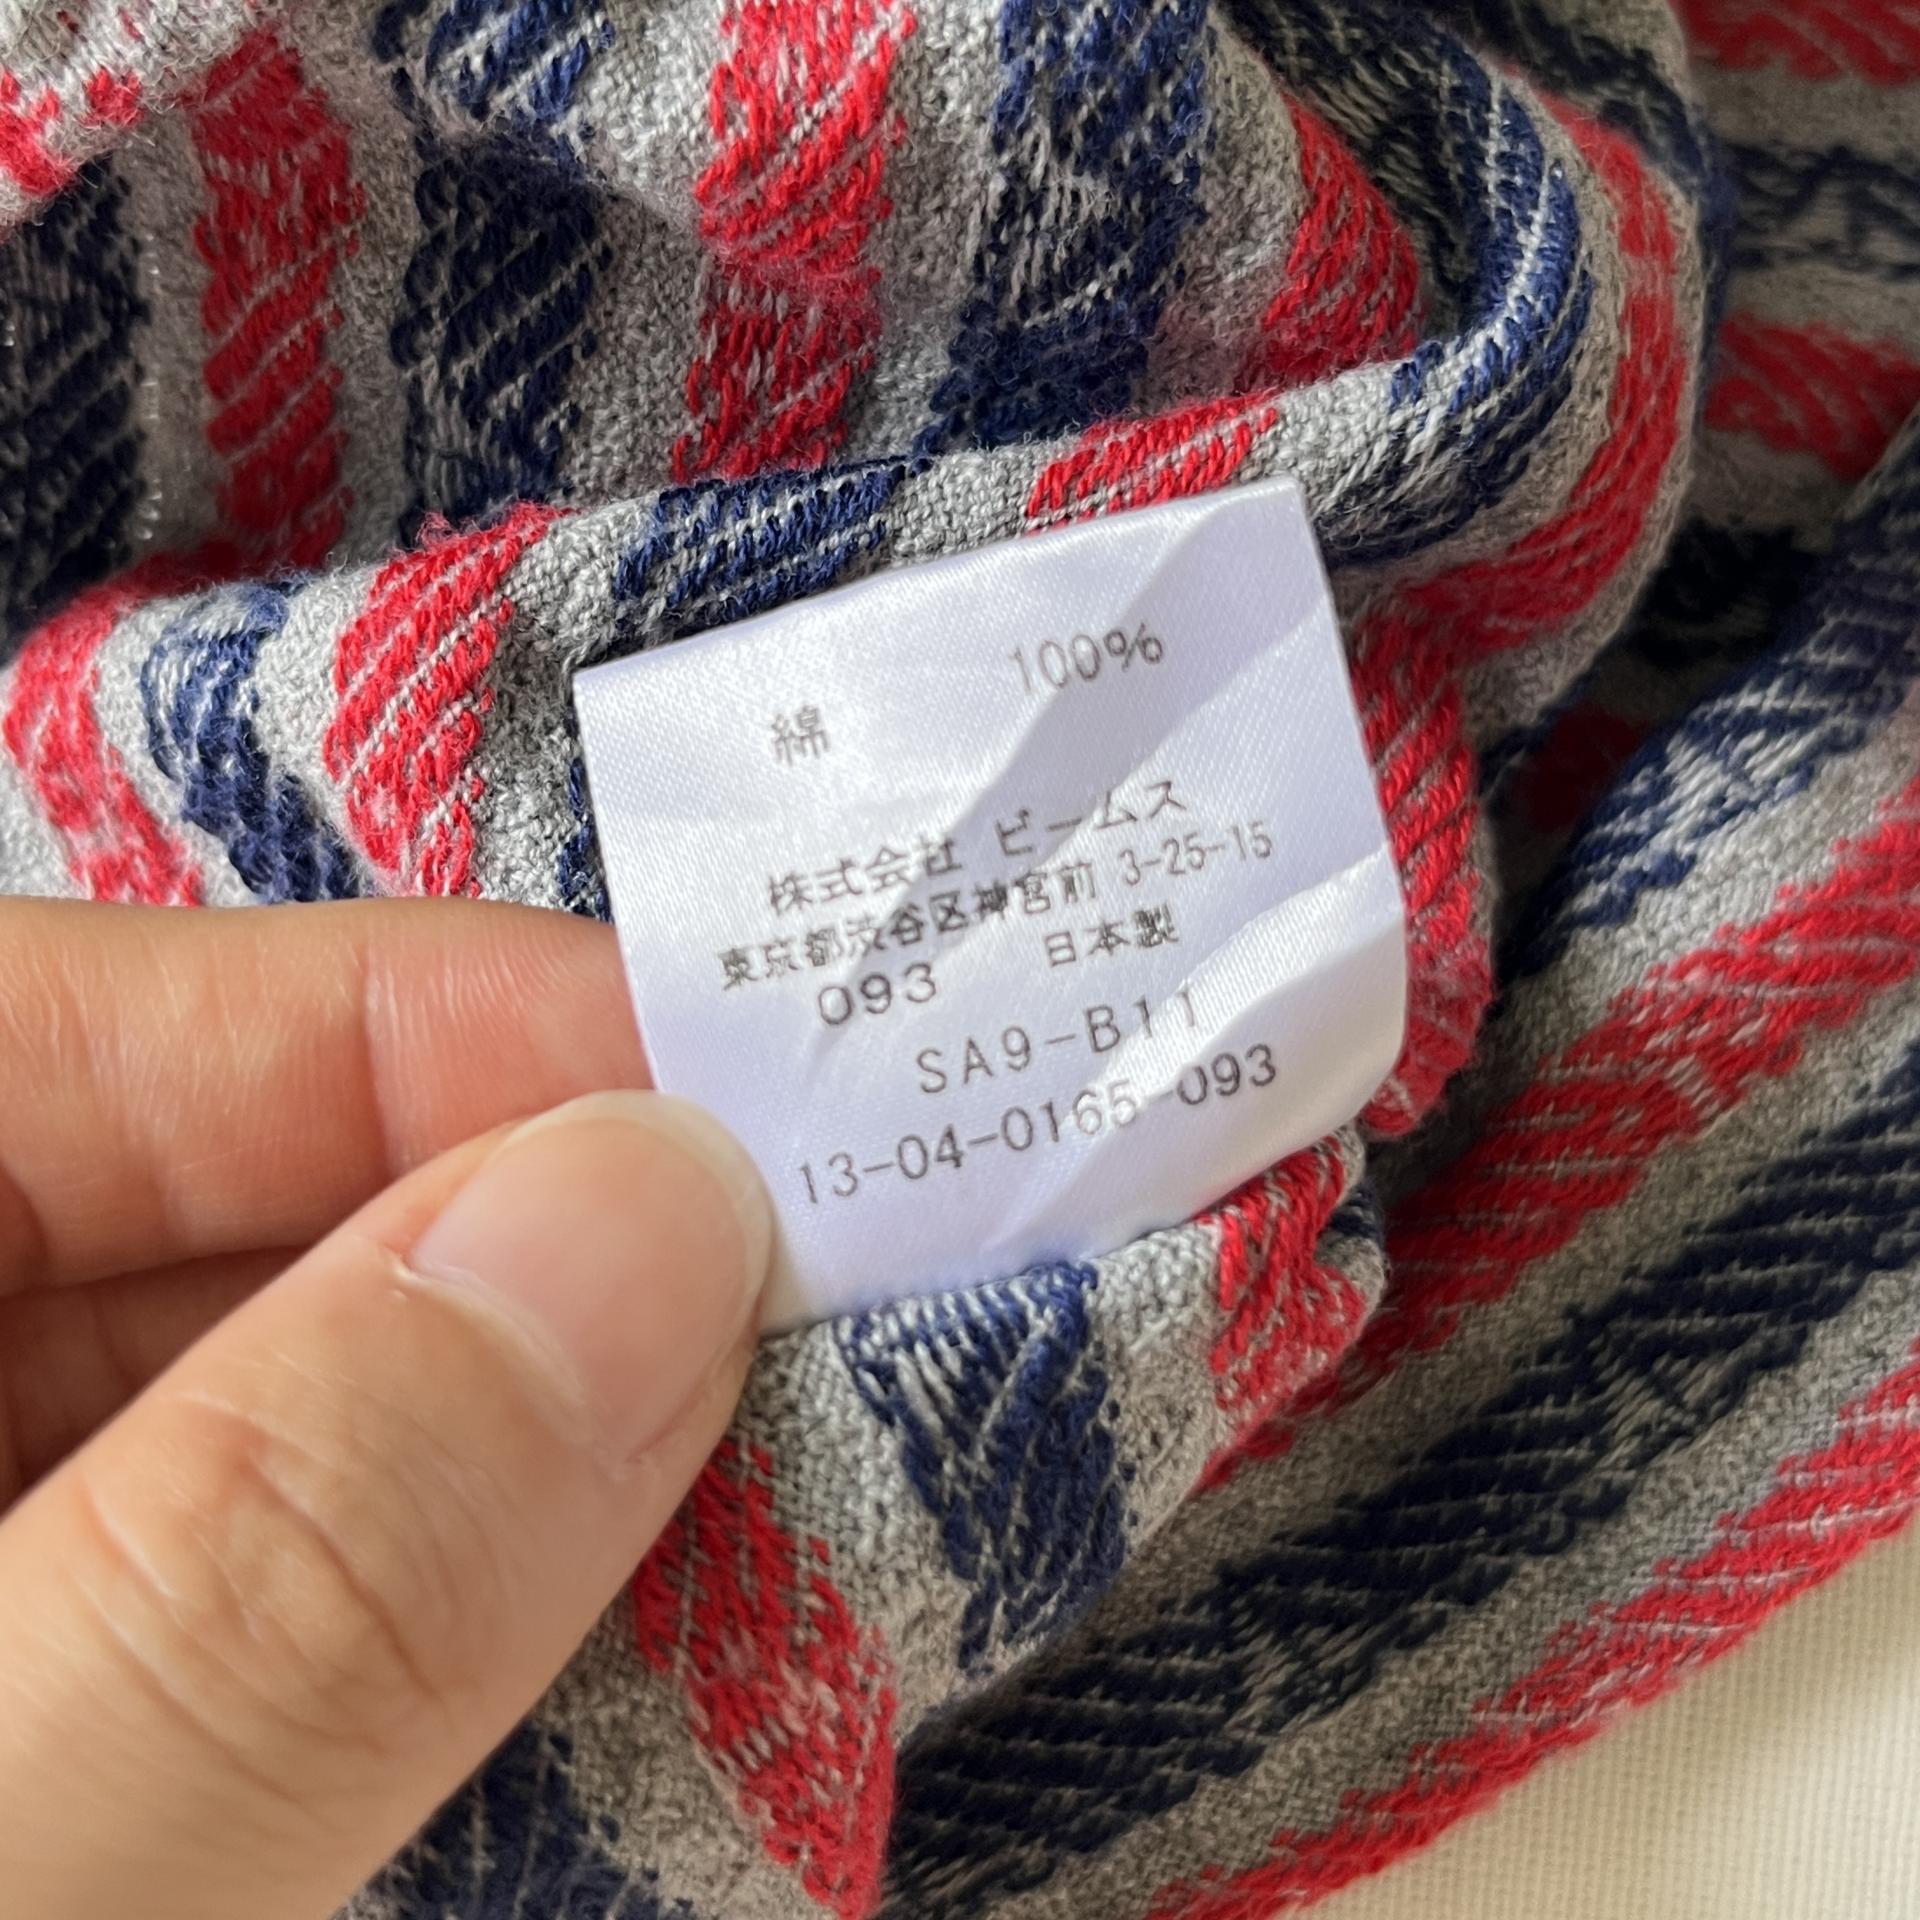 綿 100%
株式会社 ビームス
東京都渋谷区神宮前 3-25-15
093 日本製
SA9-B11
13-04-0165-093